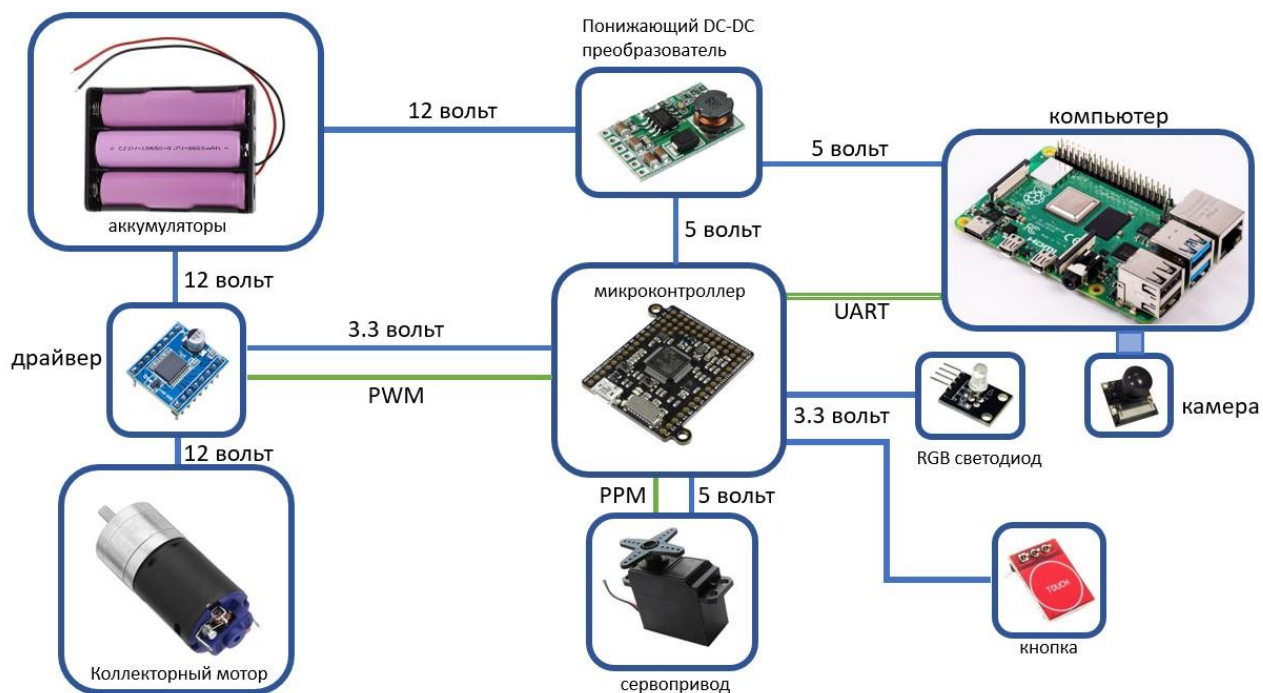 Понижающий DC-DC
преобразователь
12 вольт
компьютер
5 вольт
аккумуляторы
5 вольт
12 вольт
микроконтроллер
UART
драйвер
3.3 вольт
PWM
3.3 вольт
камера
RGB светодиод
12 вольт
PPM
5 вольт
TOUCH
Коллекторный мотор
кнопка
сервопривод